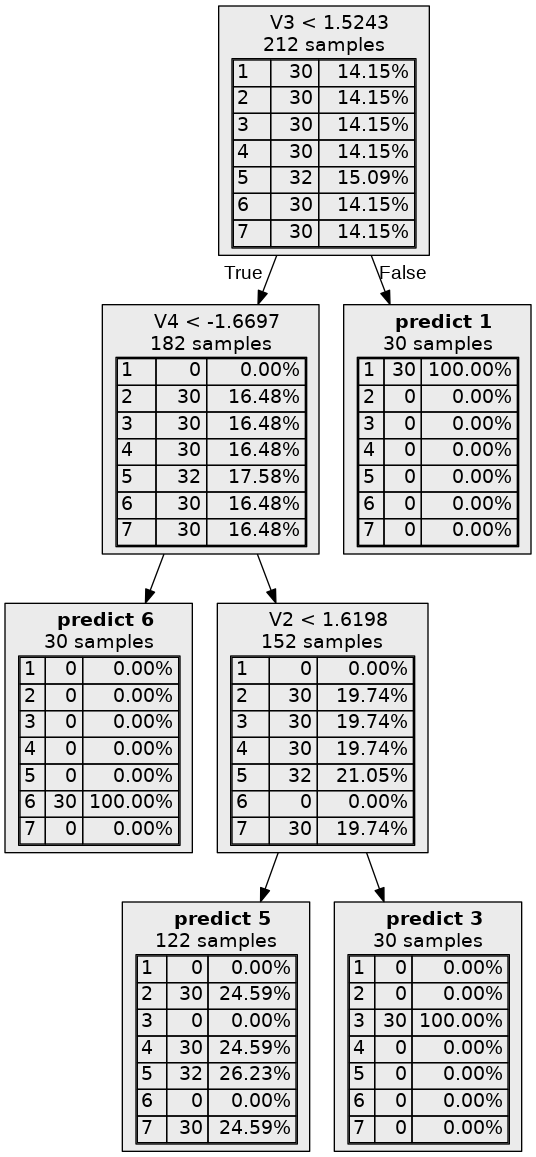 V3 < 1.5243
212 samples
1 30 14.15%
2 30 14.15%
3 30 14.15%
4 30 14.15%
5 32 15.09%
6 30 14.15%
7 30 14.15%
True
False
V4 < -1.6697
182 samples
1 0 0.00%
2 30 16.48%
3 30 16.48%
4 30 16.48%
5 32 17.58%
6 30 16.48%
7 30 16.48%
predict 1
30 samples
1 30 100.00%
2 0 0.00%
3 0 0.00%
4 0 0.00%
5 0 0.00%
6 0 0.00%
7 0 0.00%
predict 6
30 samples
1 0 0.00%
2 0 0.00%
3 0 0.00%
4 0 0.00%
5 0 0.00%
6 30 100.00%
7 0 0.00%
V2 < 1.6198
152 samples
1 0 0.00%
2 30 19.74%
3 30 19.74%
4 30 19.74%
5 32 21.05%
6 0 0.00%
7 30 19.74%
predict 5
122 samples
1 0 0.00%
2 30 24.59%
3 0 0.00%
4 30 24.59%
5 32 26.23%
6 0 0.00%
7 30 24.59%
predict 3
30 samples
1 0 0.00%
2 0 0.00%
3 30 100.00%
4 0 0.00%
5 0 0.00%
6 0 0.00%
7 0 0.00%